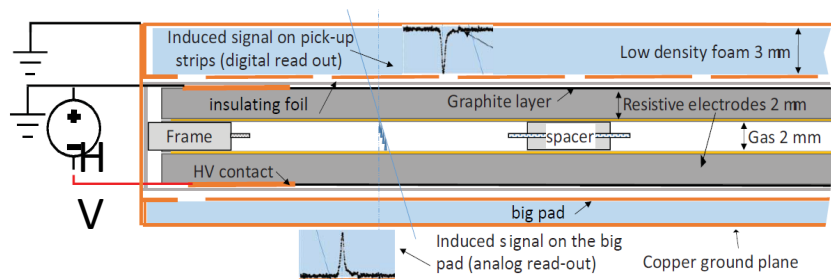 Induced signal on pick-up
strips (digital read out)
Low density foam 3 mm
insulating foil
Graphite layer
Resistive electrodes 2 mm
Frame
spacer
Gas 2 mm
+
-
H
V
HV contact
big pad
Induced signal on the big
pad (analog read-out)
Copper ground plane